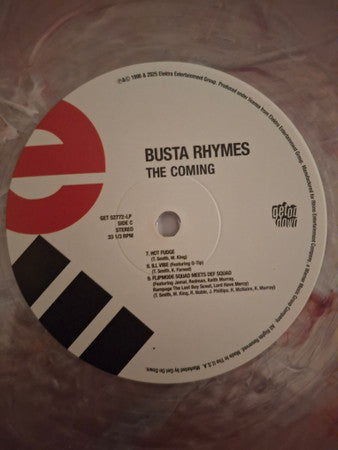 ℗&© 1996 & 2025 Elektra Entertainment Group. Produced under license from Elektra Entertainment Group.
e
BUSTA RHYMES
THE COMING
GET 52772-LP
SIDE C
STEREO
33 1/3 RPM
get on down
7. HOT FUDGE
(T. Smith, M. King)
8. ILL VIBE (Featuring Q-Tip)
(T. Smith, K. Fareed)
9. FLIPMODE SQUAD MEETS DEF SQUAD
(Featuring Jamal, Redman, Keith Murray,
Rampage The Last Boy Scout, Lord Have Mercy)
(T. Smith, M. King, R. Noble, J. Phillips, R. McNaire, K. Murray)
Entertainment Company, A Warner Music Group Company.
All Rights Reserved. Made in the U.S.A. Marketed by Get On Down.